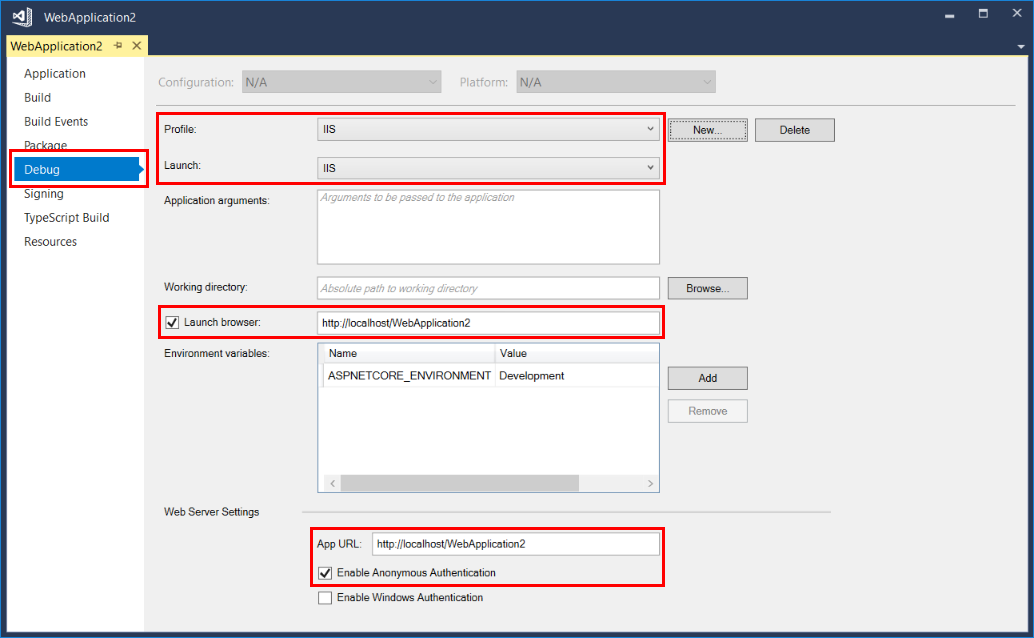 WebApplication2
WebApplication2
Application
Build
Build Events
Package
Debug
Signing
TypeScript Build
Resources
Configuration: N/A Platform: N/A
Profile: IIS New... Delete
Launch: IIS
Application arguments: Arguments to be passed to the application
Working directory: Absolute path to working directory Browse...
Launch browser: http://localhost/WebApplication2
Environment variables: Name Value
ASPNETCORE_ENVIRONMENT Development
Add
Remove
Web Server Settings
App URL: http://localhost/WebApplication2
Enable Anonymous Authentication
Enable Windows Authentication